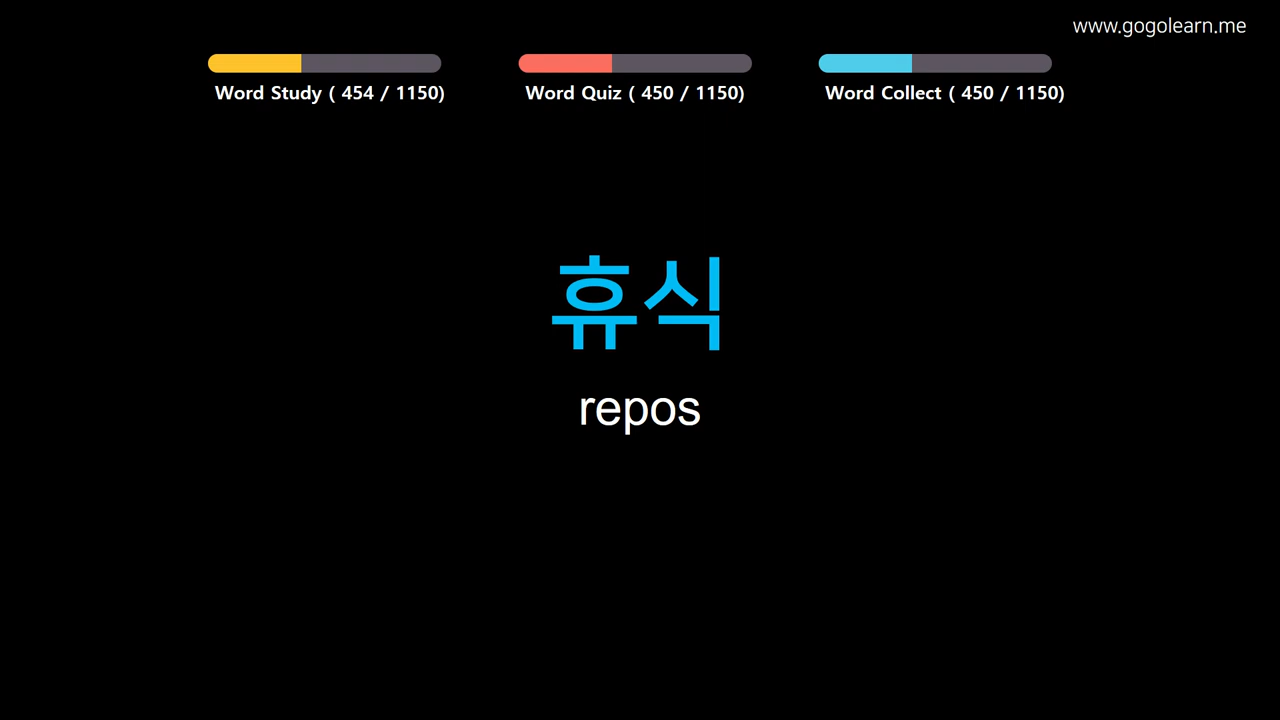 www.gogolearn.me
Word Study ( 454 / 1150)
Word Quiz ( 450 / 1150)
Word Collect ( 450 / 1150)
휴식
repos